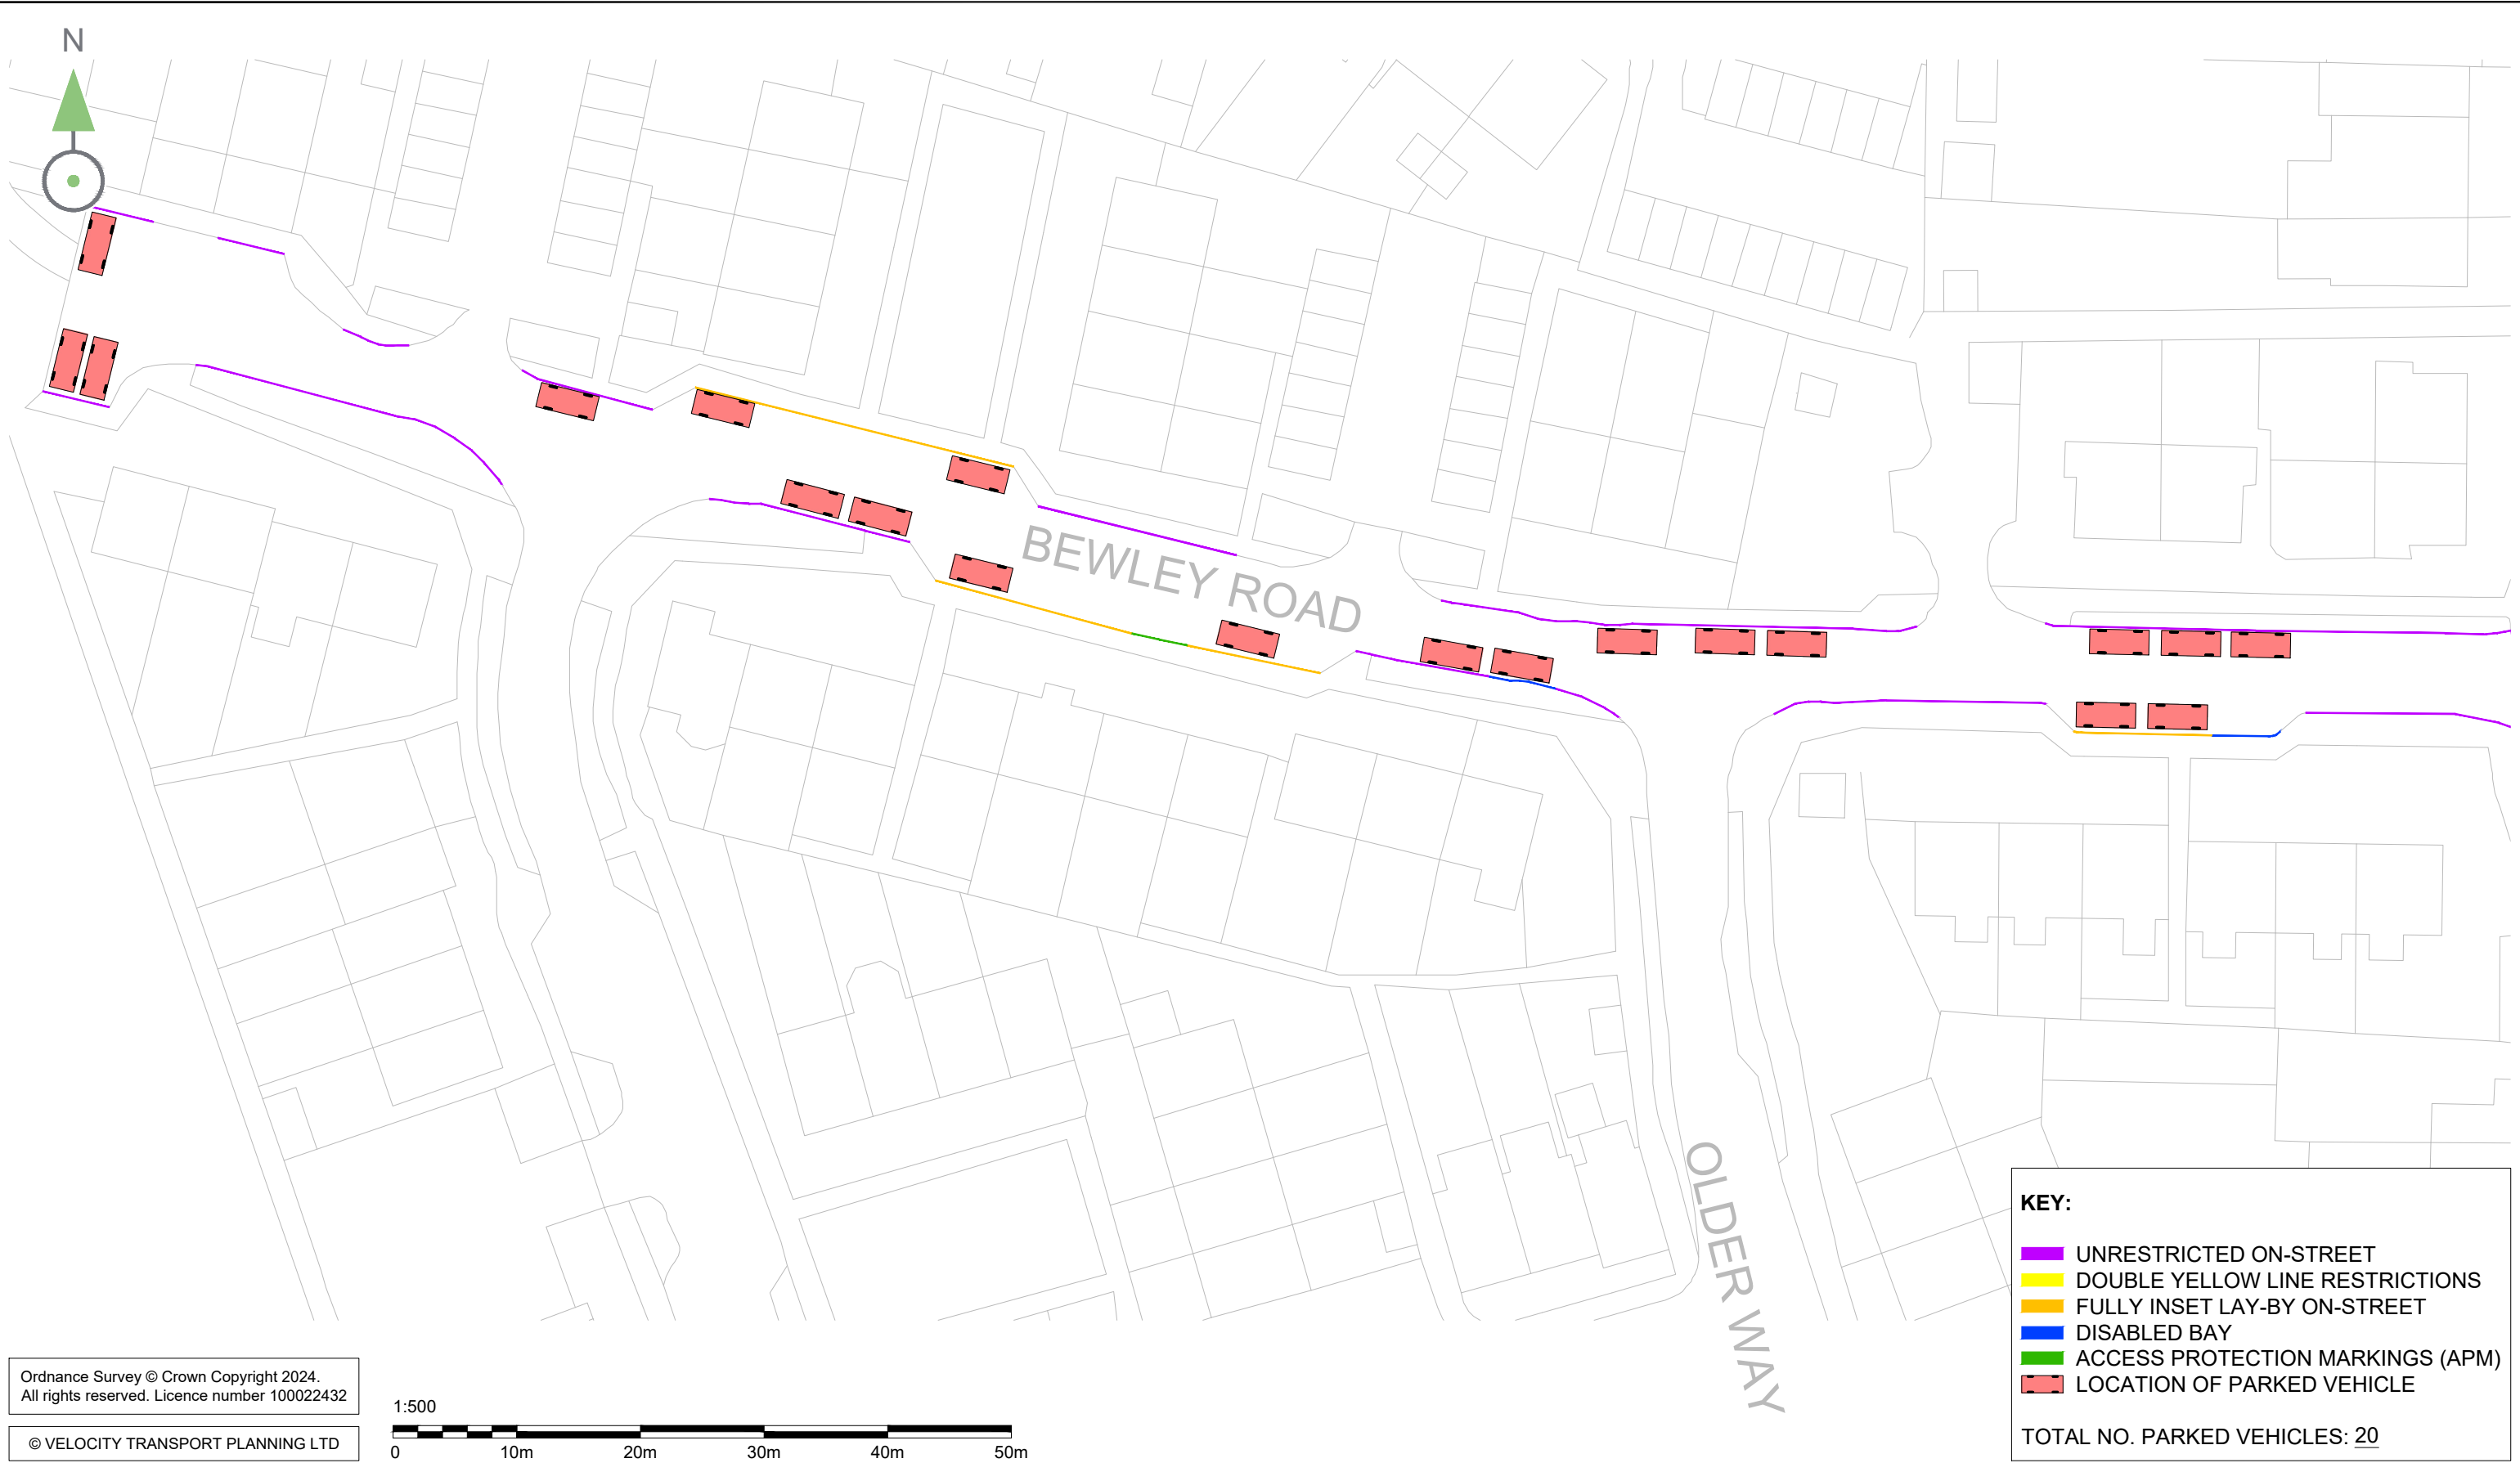 N
BEWLEY ROAD
OLDER WAY
KEY:
UNRESTRICTED ON-STREET
DOUBLE YELLOW LINE RESTRICTIONS
FULLY INSET LAY-BY ON-STREET
DISABLED BAY
ACCESS PROTECTION MARKINGS (APM)
LOCATION OF PARKED VEHICLE
TOTAL NO. PARKED VEHICLES: 20
Ordnance Survey © Crown Copyright 2024.
All rights reserved. Licence number 100022432
© VELOCITY TRANSPORT PLANNING LTD
1:500
0 10m 20m 30m 40m 50m